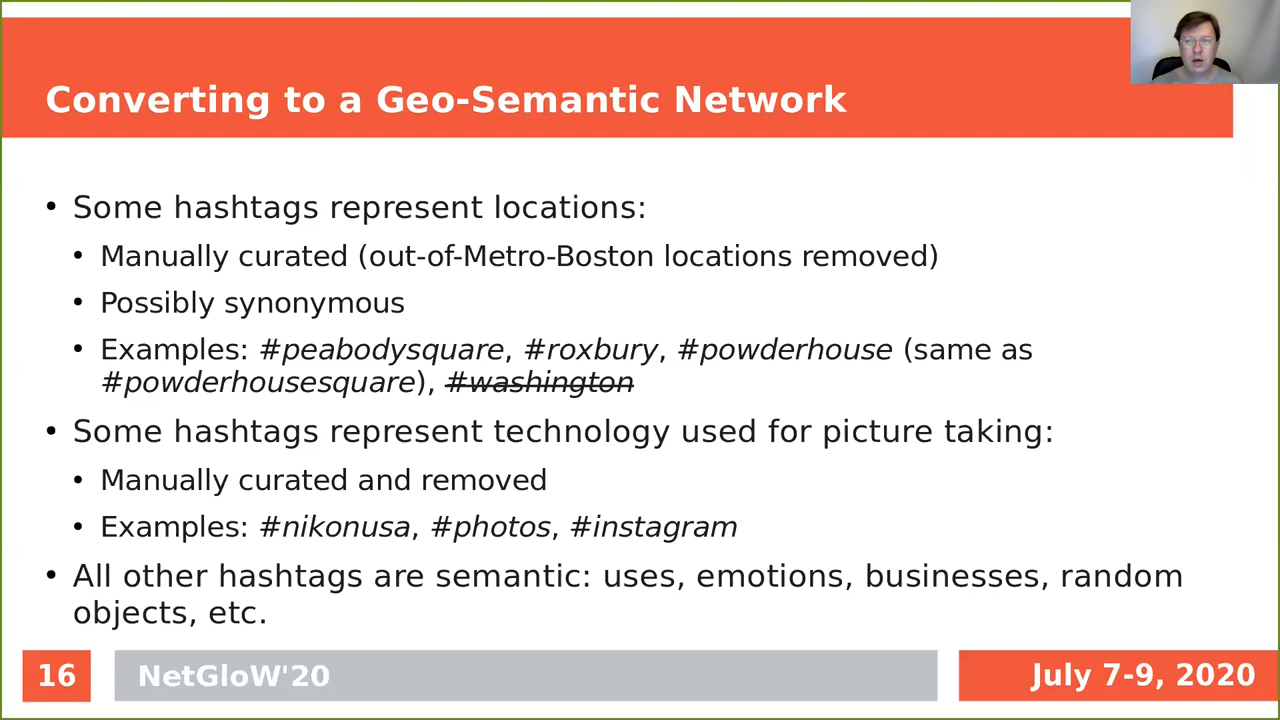 Converting to a Geo-Semantic Network
• Some hashtags represent locations:
• Manually curated (out-of-Metro-Boston locations removed)
• Possibly synonymous
• Examples: #peabodysquare, #roxbury, #powderhouse (same as
#powderhousesquare), #washington
• Some hashtags represent technology used for picture taking:
• Manually curated and removed
• Examples: #nikonusa, #photos, #instagram
• All other hashtags are semantic: uses, emotions, businesses, random
objects, etc.
16
NetGloW'20
July 7-9, 2020